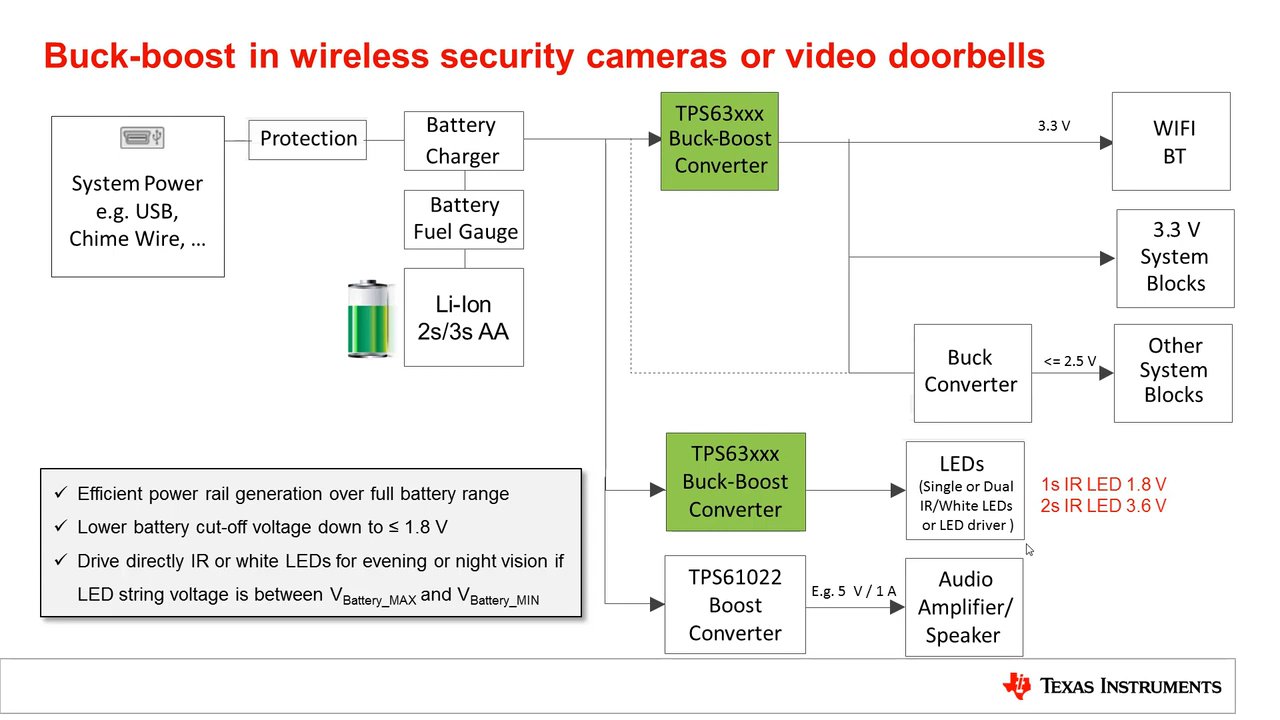 Buck-boost in wireless security cameras or video doorbells
System Power
e.g. USB,
Chime Wire, ...
Protection
Battery
Charger
Battery
Fuel Gauge
Li-Ion
2s/3s AA
TPS63xxx
Buck-Boost
Converter
3.3 V
WIFI
BT
3.3 V
System
Blocks
Buck
Converter
<= 2.5 V
Other
System
Blocks
TPS63xxx
Buck-Boost
Converter
LEDs
(Single or Dual
IR/White LEDs
or LED driver )
1s IR LED 1.8 V
2s IR LED 3.6 V
TPS61022
Boost
Converter
E.g. 5 V / 1 A
Audio
Amplifier/
Speaker
✓ Efficient power rail generation over full battery range
✓ Lower battery cut-off voltage down to ≤ 1.8 V
✓ Drive directly IR or white LEDs for evening or night vision if
LED string voltage is between VBattery_MAX and VBattery_MIN
TEXAS INSTRUMENTS